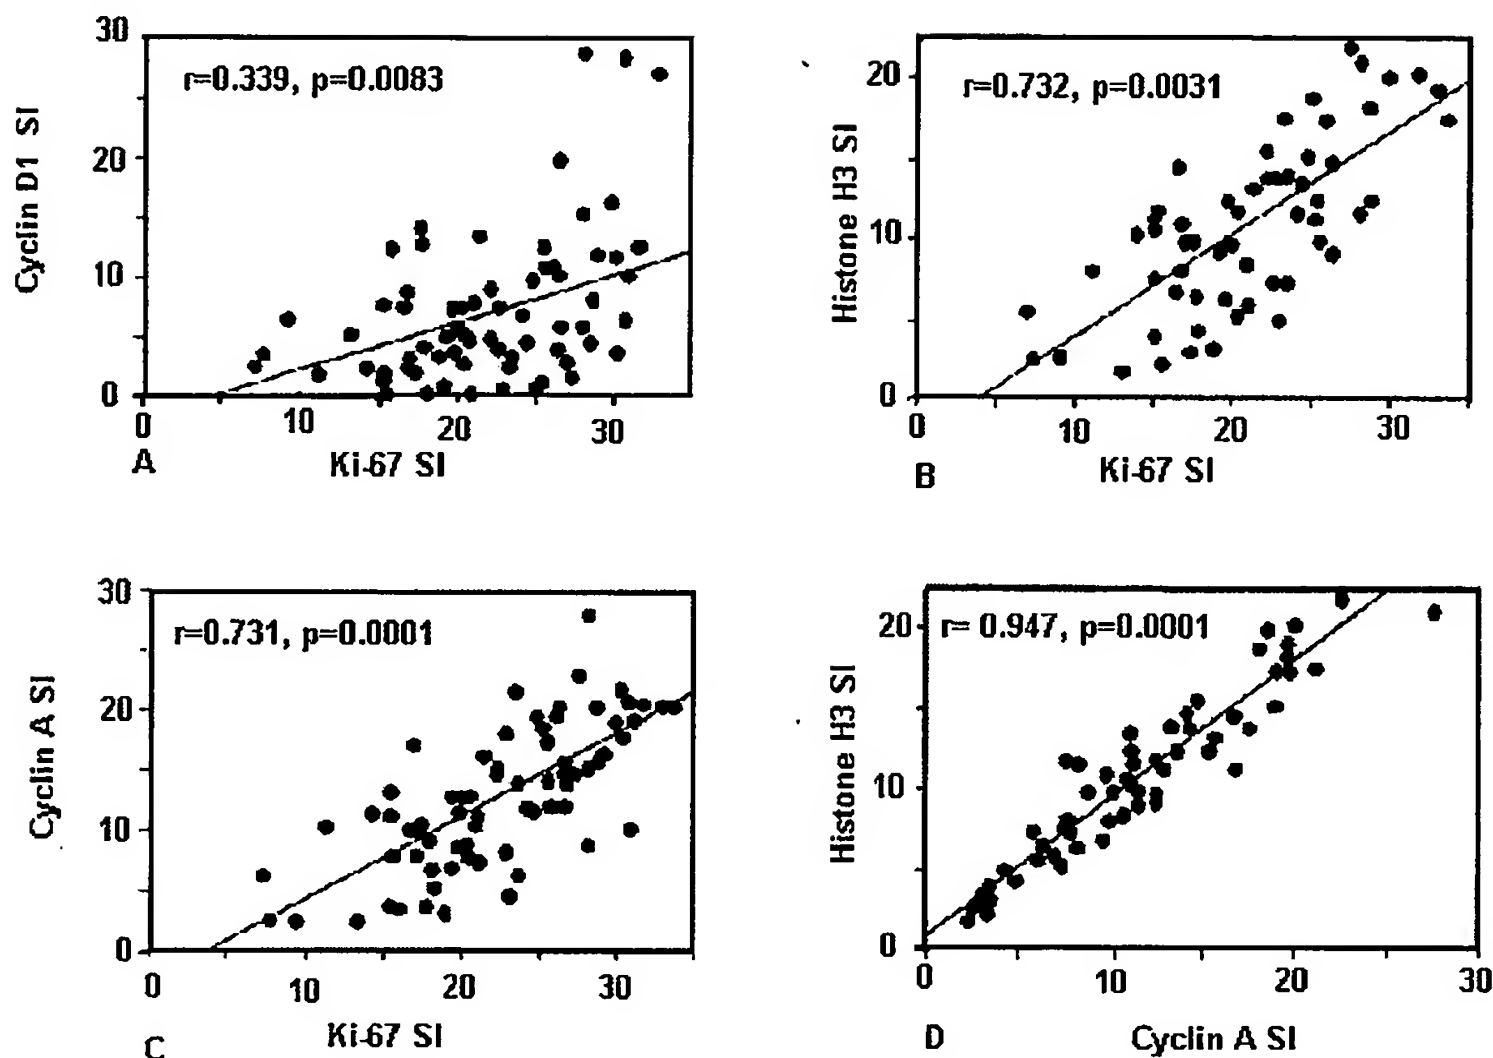 30
r=0.339, p=0.0083
20
10
0
Cyclin D1 SI
0 10 20 30
A Ki-67 SI
r=0.732, p=0.0031
20
10
0
Histone H3 SI
0 10 20 30
B Ki-67 SI
30
r=0.731, p=0.0001
20
10
0
Cyclin A SI
0 10 20 30
C Ki-67 SI
r= 0.947, p=0.0001
20
10
0
Histone H3 SI
0 10 20 30
D Cyclin A SI